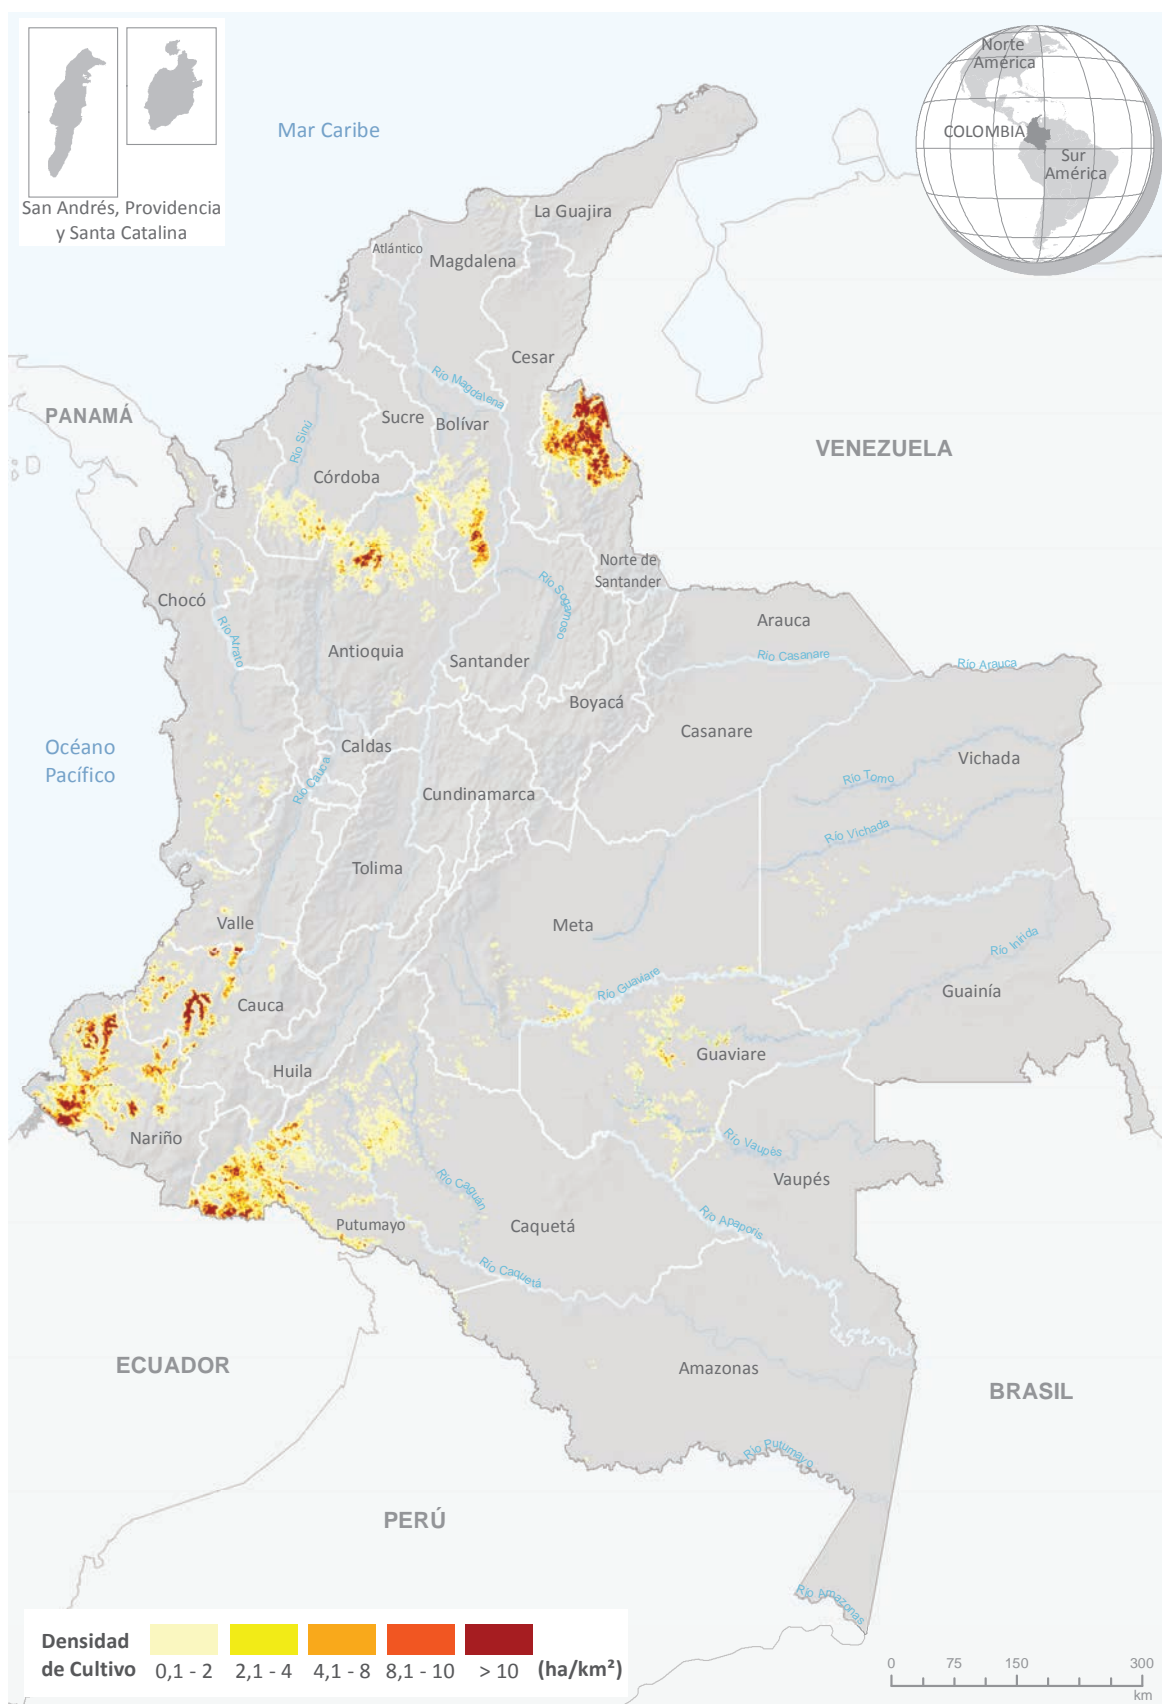 Norte
América
COLOMBIA
Sur
América
Mar Caribe
San Andrés, Providencia
y Santa Catalina
La Guajira
Atlántico
Magdalena
Cesar
Río Magdalena
PANAMÁ
Sucre
Bolívar
Río Sinú
VENEZUELA
Córdoba
Norte de
Santander
Río Sogamoso
Chocó
Río Atrato
Arauca
Antioquia
Santander
Río Casanare
Río Arauca
Boyacá
Casanare
Océano
Pacífico
Caldas
Vichada
Río Tomo
Río Cauca
Cundinamarca
Río Vichada
Tolima
Valle
Meta
Río Inírida
Río Guaviare
Guainía
Cauca
Guaviare
Huila
Nariño
Río Vaupés
Vaupés
Río Caguán
Putumayo
Caquetá
Río Apaporis
Río Caquetá
ECUADOR
Amazonas
BRASIL
Río Putumayo
PERÚ
Río Amazonas
Densidad
de Cultivo
0,1 - 2
2,1 - 4
4,1 - 8
8,1 - 10
> 10
(ha/km²)
0 75 150 300
km